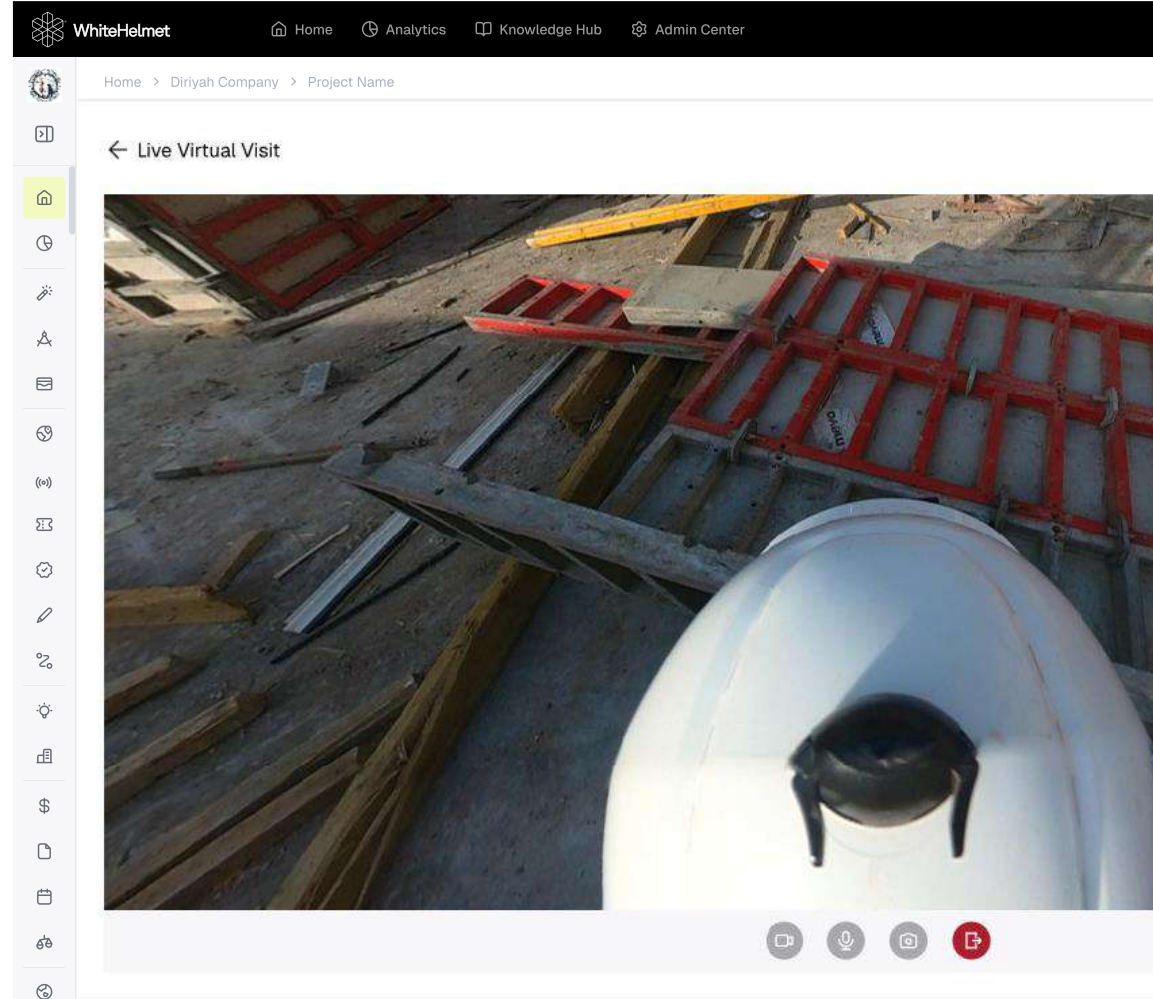 WhiteHelmet
Home
Analytics
Knowledge Hub
Admin Center
Home > Diriyah Company > Project Name
← Live Virtual Visit